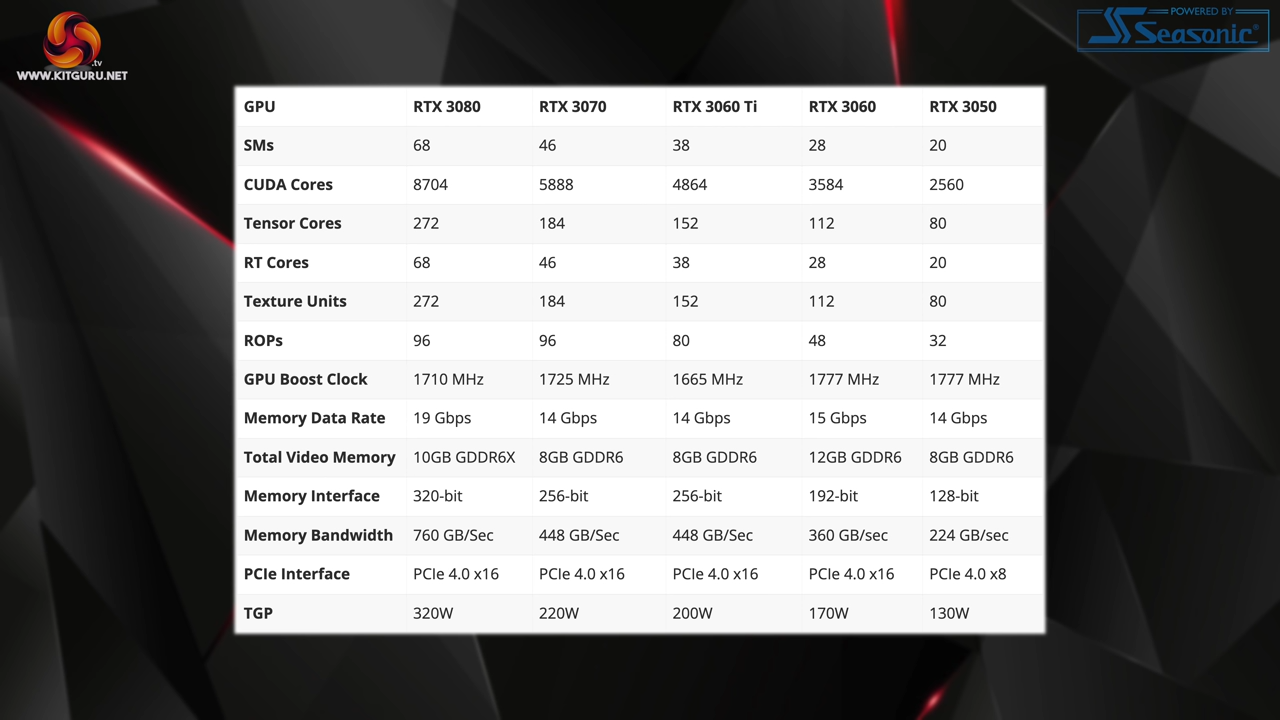 .tv
WWW.KITGURU.NET
POWERED BY
Seasonic®
GPU RTX 3080 RTX 3070 RTX 3060 Ti RTX 3060 RTX 3050
SMs 68 46 38 28 20
CUDA Cores 8704 5888 4864 3584 2560
Tensor Cores 272 184 152 112 80
RT Cores 68 46 38 28 20
Texture Units 272 184 152 112 80
ROPs 96 96 80 48 32
GPU Boost Clock 1710 MHz 1725 MHz 1665 MHz 1777 MHz 1777 MHz
Memory Data Rate 19 Gbps 14 Gbps 14 Gbps 15 Gbps 14 Gbps
Total Video Memory 10GB GDDR6X 8GB GDDR6 8GB GDDR6 12GB GDDR6 8GB GDDR6
Memory Interface 320-bit 256-bit 256-bit 192-bit 128-bit
Memory Bandwidth 760 GB/Sec 448 GB/Sec 448 GB/Sec 360 GB/sec 224 GB/sec
PCIe Interface PCIe 4.0 x16 PCIe 4.0 x16 PCIe 4.0 x16 PCIe 4.0 x16 PCIe 4.0 x8
TGP 320W 220W 200W 170W 130W